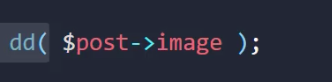 dd( $post->image );